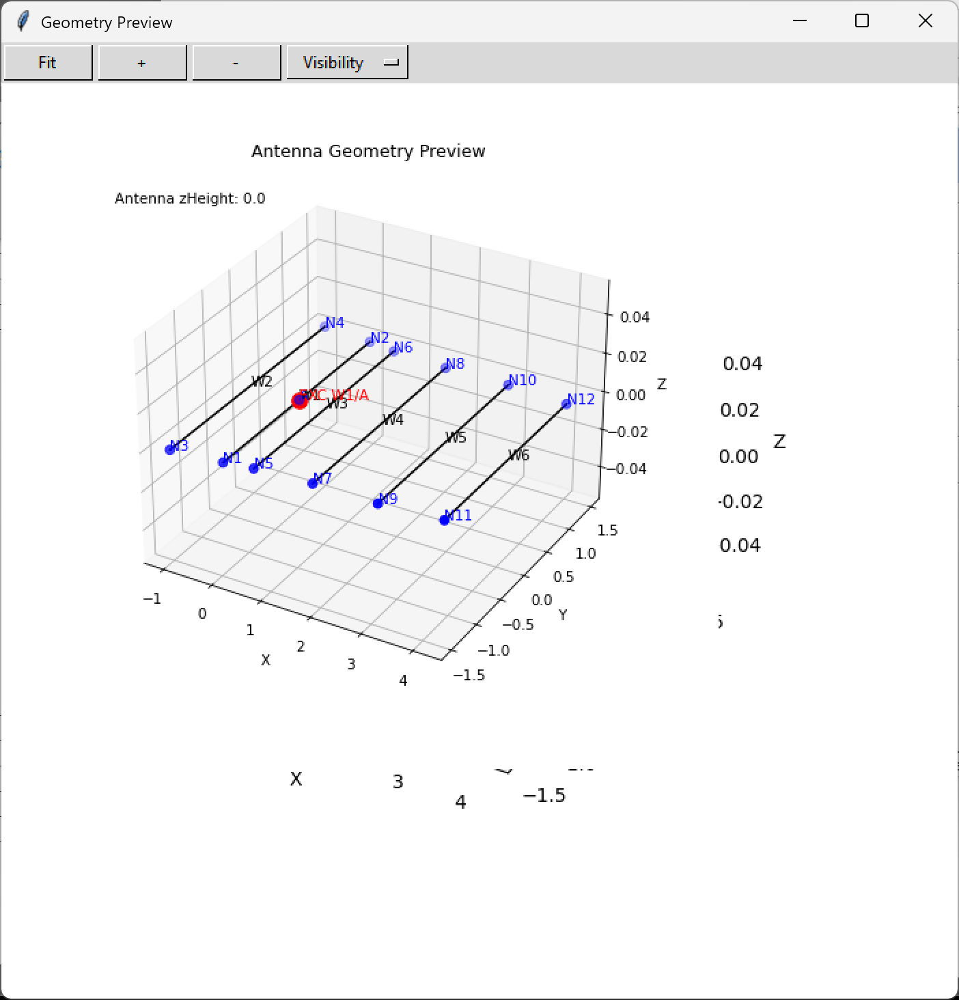 Geometry Preview
Fit + - Visibility
Antenna Geometry Preview
Antenna zHeight: 0.0
N4
N2
N6
N8
N10
N12
W2
W1/A
W3
W4
W5
W6
N3
N1
N5
N7
N9
N11
0.04
0.02
0.00
−0.02
−0.04
Z
−1
0
1
2
3
4
X
1.5
1.0
0.5
0.0
−0.5
−1.0
−1.5
Y
0.04
0.02
0.00
-0.02
0.04
Z
5
X
3
4
−1.5